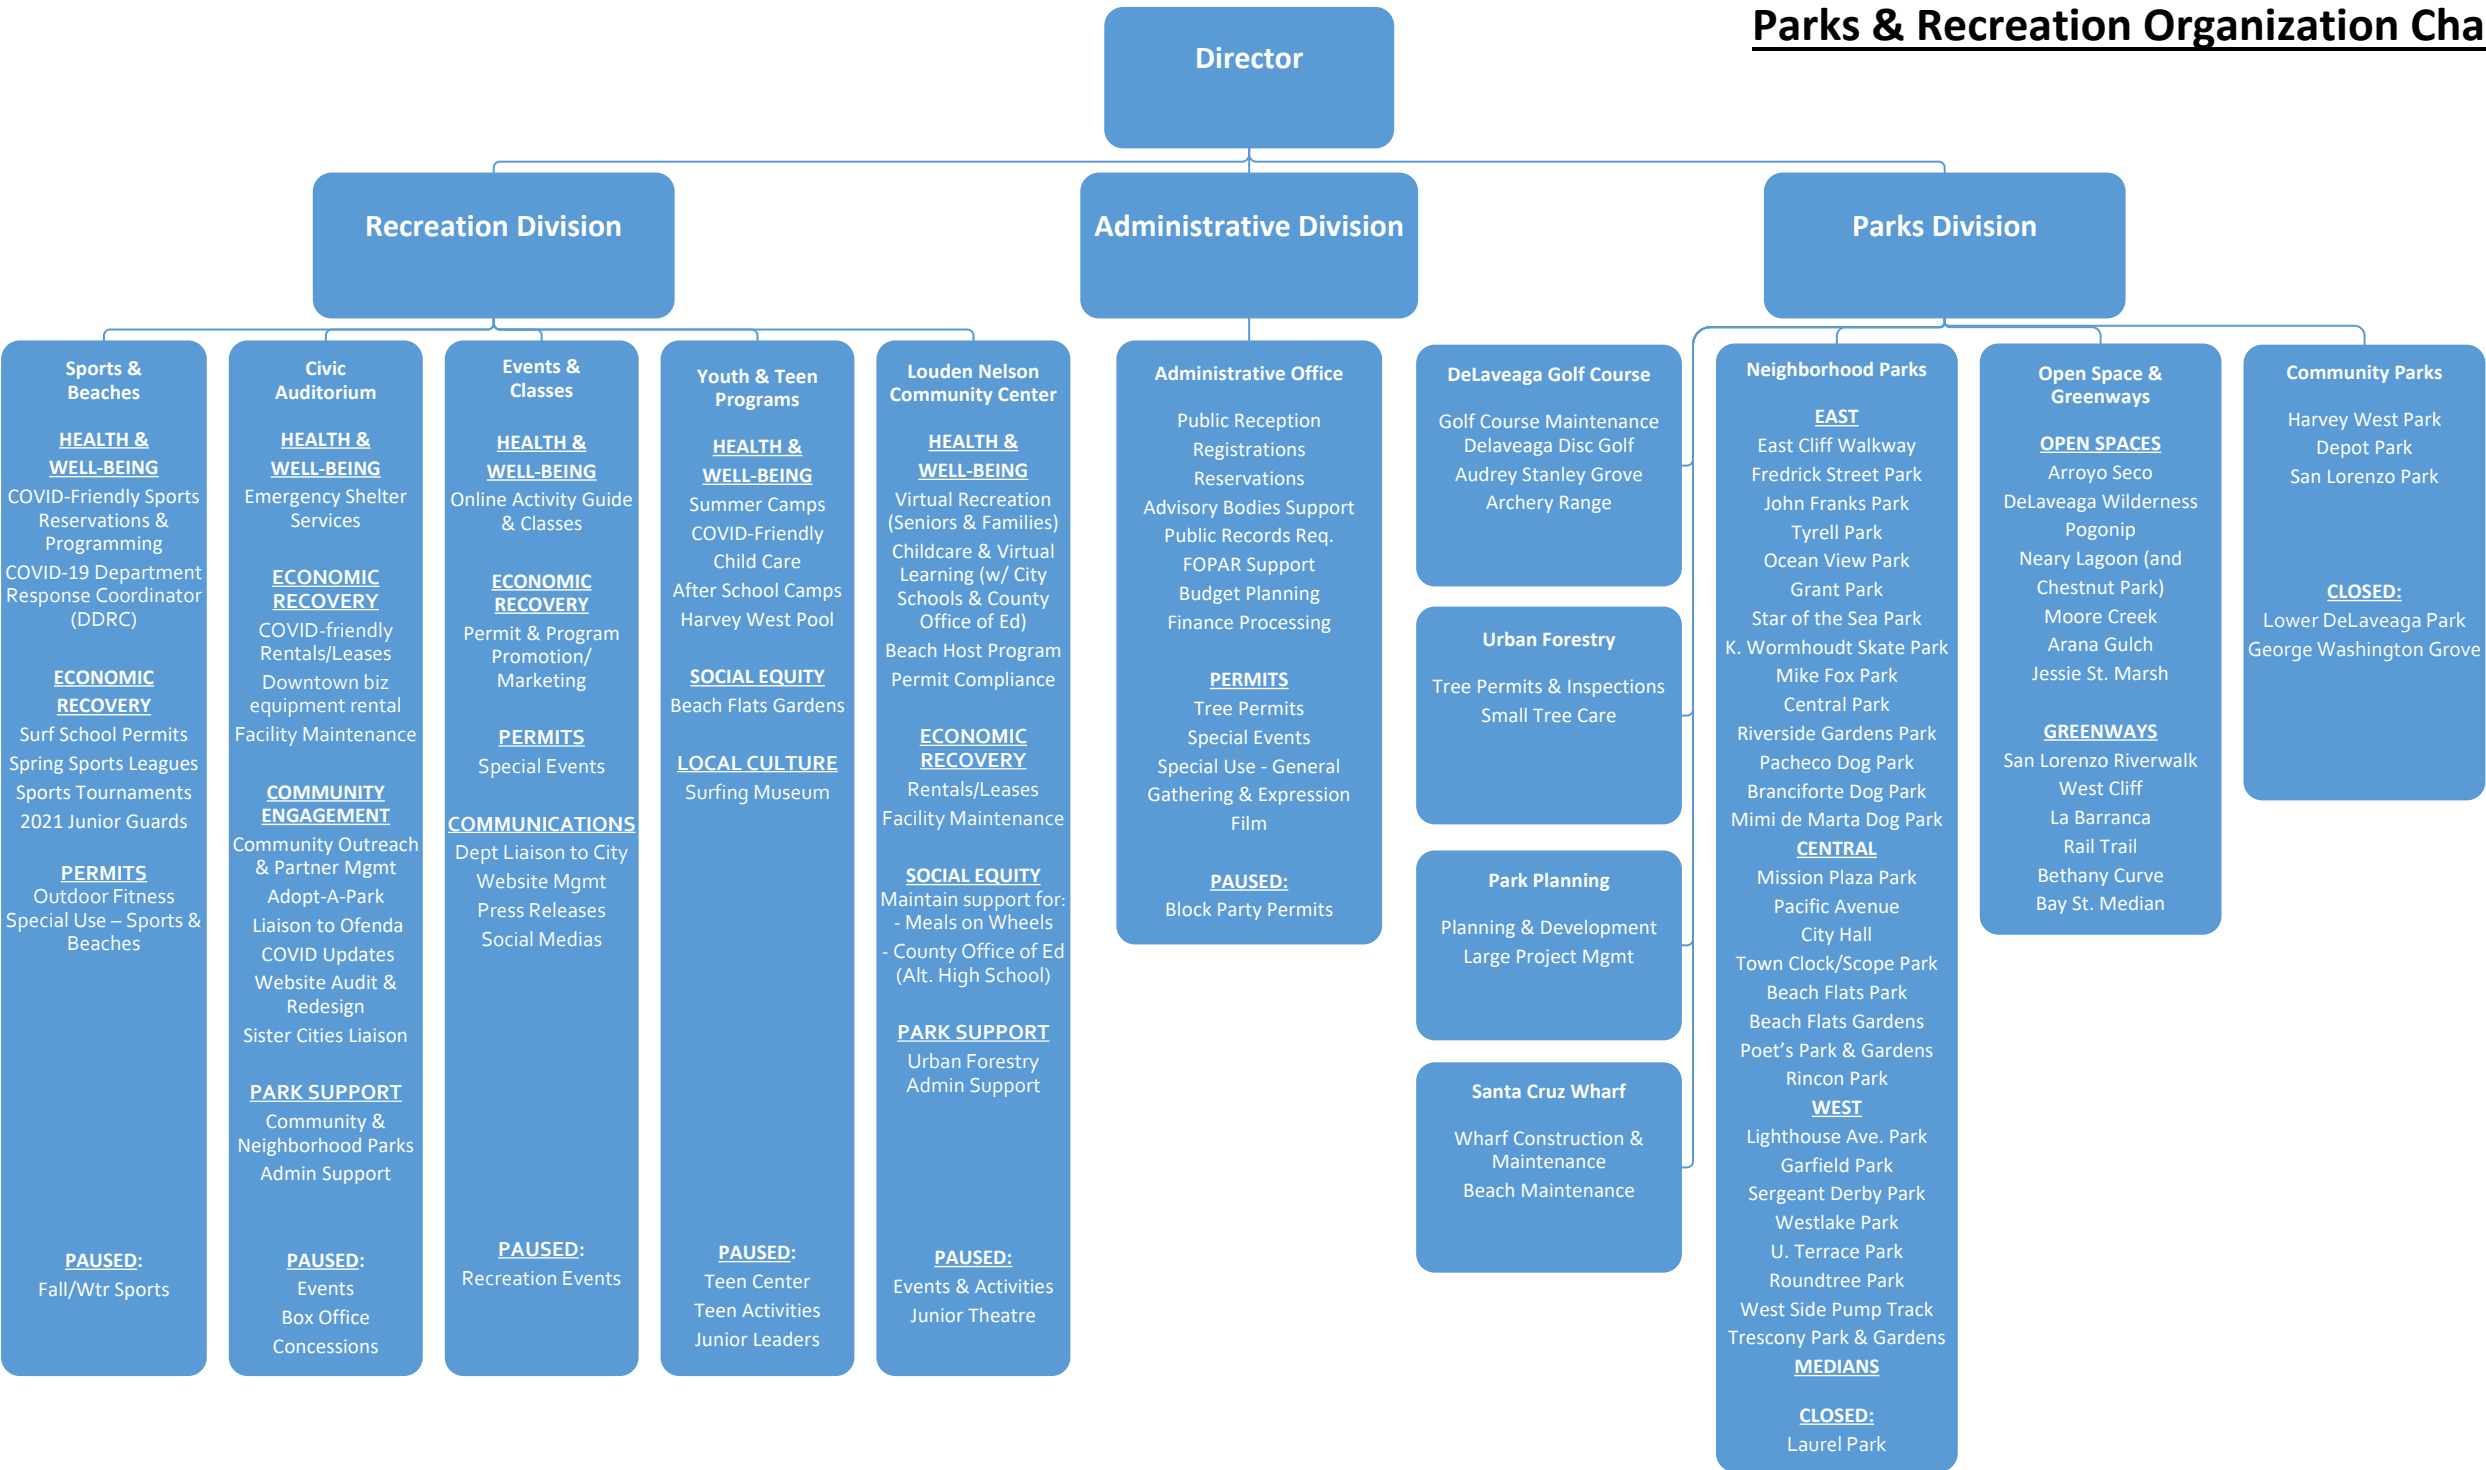 Parks & Recreation Organization Cha
Director
Recreation Division
Administrative Division
Parks Division
Sports &
Beaches
HEALTH &
WELL-BEING
COVID-Friendly Sports
Reservations &
Programming
COVID-19 Department
Response Coordinator
(DDRC)
ECONOMIC
RECOVERY
Surf School Permits
Spring Sports Leagues
Sports Tournaments
2021 Junior Guards
PERMITS
Outdoor Fitness
Special Use – Sports &
Beaches
PAUSED:
Fall/Wtr Sports
Civic
Auditorium
HEALTH &
WELL-BEING
Emergency Shelter
Services
ECONOMIC
RECOVERY
COVID-friendly
Rentals/Leases
Downtown biz
equipment rental
Facility Maintenance
COMMUNITY
ENGAGEMENT
Community Outreach
& Partner Mgmt
Adopt-A-Park
Liaison to Ofenda
COVID Updates
Website Audit &
Redesign
Sister Cities Liaison
PARK SUPPORT
Community &
Neighborhood Parks
Admin Support
PAUSED:
Events
Box Office
Concessions
Events &
Classes
HEALTH &
WELL-BEING
Online Activity Guide
& Classes
ECONOMIC
RECOVERY
Permit & Program
Promotion/
Marketing
PERMITS
Special Events
COMMUNICATIONS
Dept Liaison to City
Website Mgmt
Press Releases
Social Medias
PAUSED:
Recreation Events
Youth & Teen
Programs
HEALTH &
WELL-BEING
Summer Camps
COVID-Friendly
Child Care
After School Camps
Harvey West Pool
SOCIAL EQUITY
Beach Flats Gardens
LOCAL CULTURE
Surfing Museum
PAUSED:
Teen Center
Teen Activities
Junior Leaders
Louden Nelson
Community Center
HEALTH &
WELL-BEING
Virtual Recreation
(Seniors & Families)
Childcare & Virtual
Learning (w/ City
Schools & County
Office of Ed)
Beach Host Program
Permit Compliance
ECONOMIC
RECOVERY
Rentals/Leases
Facility Maintenance
SOCIAL EQUITY
Maintain support for:
- Meals on Wheels
- County Office of Ed
(Alt. High School)
PARK SUPPORT
Urban Forestry
Admin Support
PAUSED:
Events & Activities
Junior Theatre
Administrative Office
Public Reception
Registrations
Reservations
Advisory Bodies Support
Public Records Req.
FOPAR Support
Budget Planning
Finance Processing
PERMITS
Tree Permits
Special Events
Special Use - General
Gathering & Expression
Film
PAUSED:
Block Party Permits
DeLaveaga Golf Course
Golf Course Maintenance
Delaveaga Disc Golf
Audrey Stanley Grove
Archery Range
Urban Forestry
Tree Permits & Inspections
Small Tree Care
Park Planning
Planning & Development
Large Project Mgmt
Santa Cruz Wharf
Wharf Construction &
Maintenance
Beach Maintenance
Neighborhood Parks
EAST
East Cliff Walkway
Fredrick Street Park
John Franks Park
Tyrell Park
Ocean View Park
Grant Park
Star of the Sea Park
K. Wormhoudt Skate Park
Mike Fox Park
Central Park
Riverside Gardens Park
Pacheco Dog Park
Branciforte Dog Park
Mimi de Marta Dog Park
CENTRAL
Mission Plaza Park
Pacific Avenue
City Hall
Town Clock/Scope Park
Beach Flats Park
Beach Flats Gardens
Poet’s Park & Gardens
Rincon Park
WEST
Lighthouse Ave. Park
Garfield Park
Sergeant Derby Park
Westlake Park
U. Terrace Park
Roundtree Park
West Side Pump Track
Trescony Park & Gardens
MEDIANS
CLOSED:
Laurel Park
Open Space &
Greenways
OPEN SPACES
Arroyo Seco
DeLaveaga Wilderness
Pogonip
Neary Lagoon (and
Chestnut Park)
Moore Creek
Arana Gulch
Jessie St. Marsh
GREENWAYS
San Lorenzo Riverwalk
West Cliff
La Barranca
Rail Trail
Bethany Curve
Bay St. Median
Community Parks
Harvey West Park
Depot Park
San Lorenzo Park
CLOSED:
Lower DeLaveaga Park
George Washington Grove